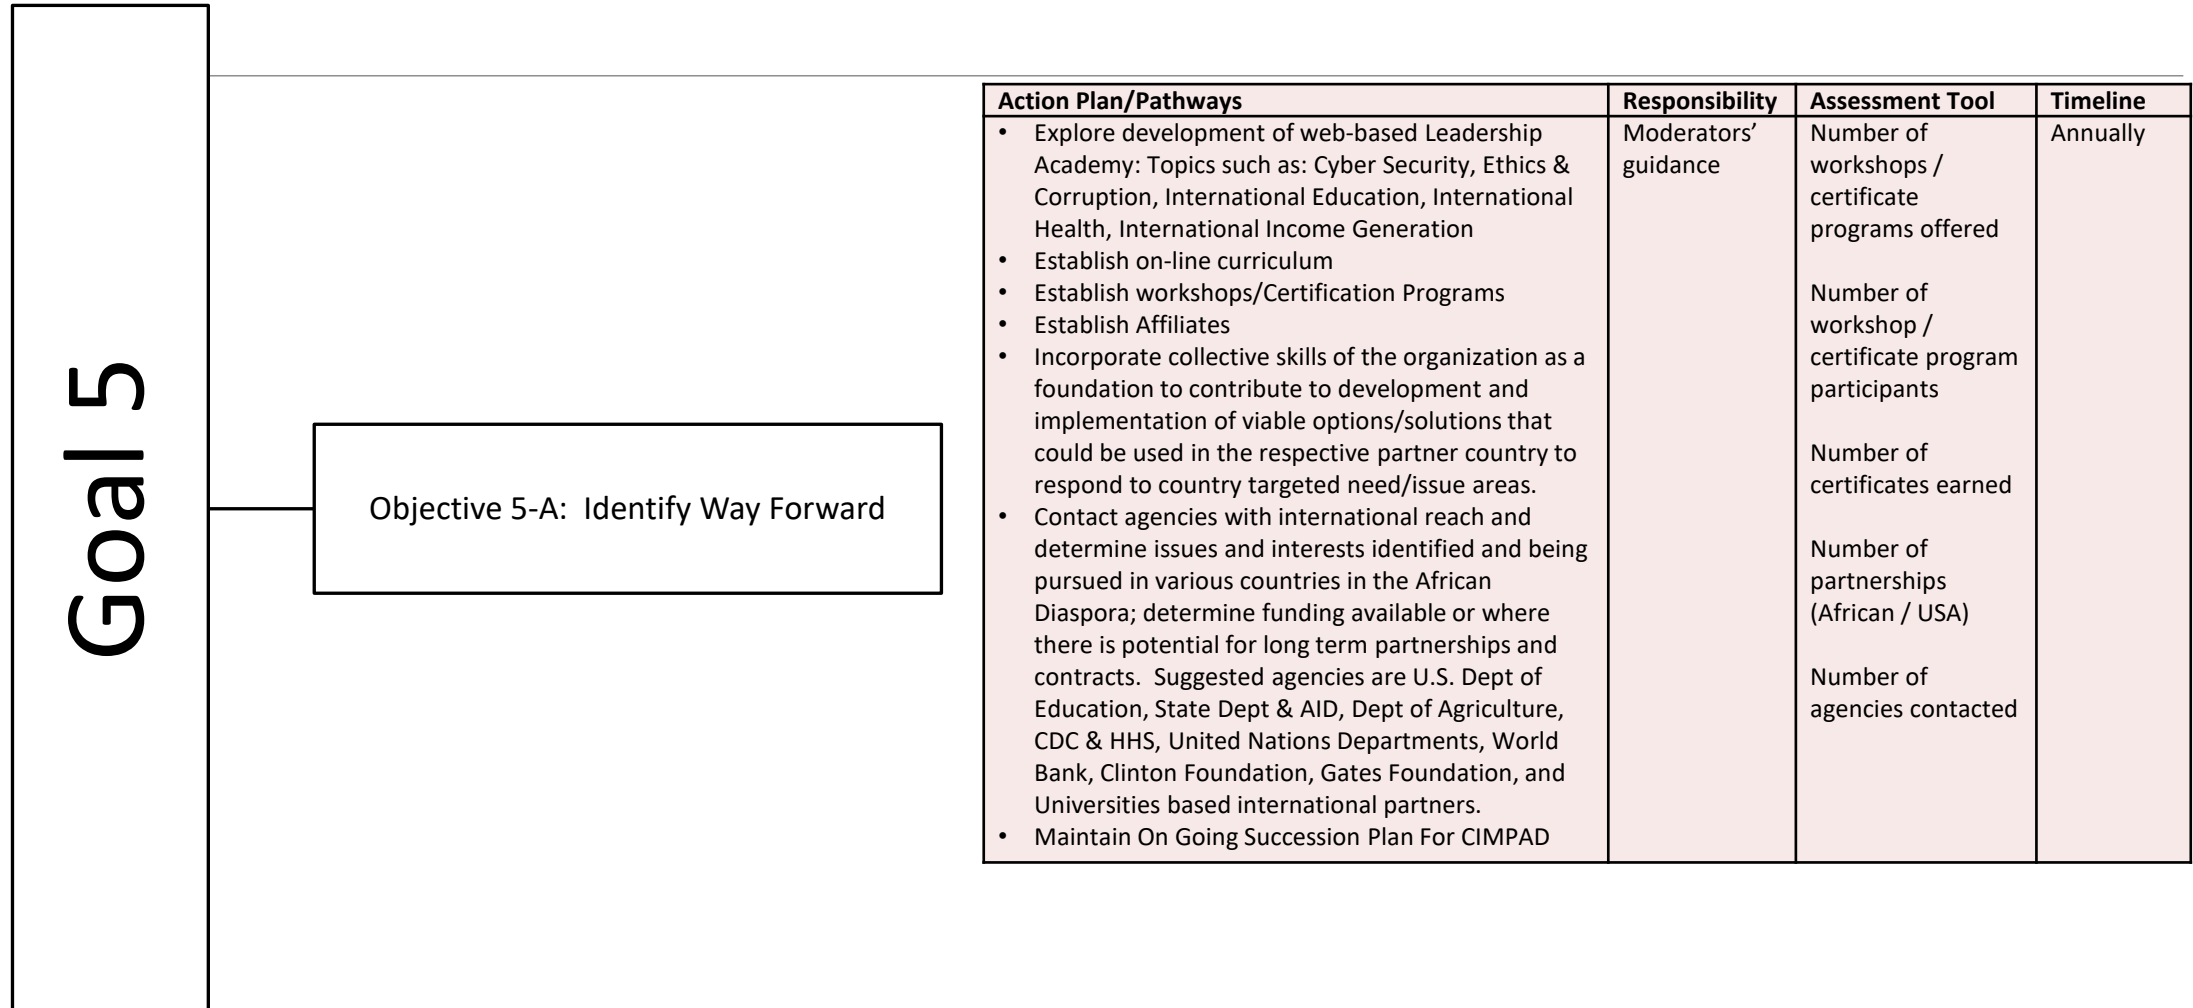 Goal 5
Objective 5-A:  Identify Way Forward
Action Plan/Pathways
Responsibility
Assessment Tool
Timeline
• Explore development of web-based Leadership
Academy: Topics such as: Cyber Security, Ethics &
Corruption, International Education, International
Health, International Income Generation
• Establish on-line curriculum
• Establish workshops/Certification Programs
• Establish Affiliates
• Incorporate collective skills of the organization as a
foundation to contribute to development and
implementation of viable options/solutions that
could be used in the respective partner country to
respond to country targeted need/issue areas.
• Contact agencies with international reach and
determine issues and interests identified and being
pursued in various countries in the African
Diaspora; determine funding available or where
there is potential for long term partnerships and
contracts.  Suggested agencies are U.S. Dept of
Education, State Dept & AID, Dept of Agriculture,
CDC & HHS, United Nations Departments, World
Bank, Clinton Foundation, Gates Foundation, and
Universities based international partners.
• Maintain On Going Succession Plan For CIMPAD
Moderators’
guidance
Number of
workshops /
certificate
programs offered
Number of
workshop /
certificate program
participants
Number of
certificates earned
Number of
partnerships
(African / USA)
Number of
agencies contacted
Annually